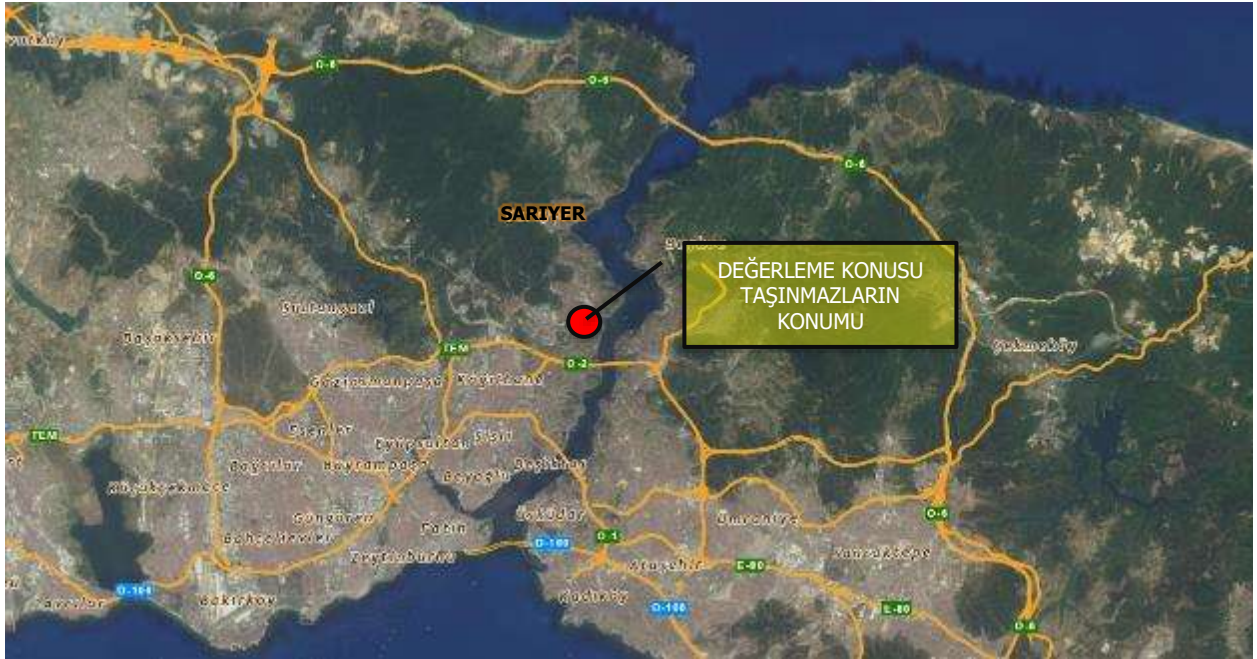 O-6
O-6
O-6
SARIYER
DEĞERLEME KONUSU
TAŞINMAZLARIN
KONUMU
O-6
Sultangazi
Başakşehir
Çekmeköy
TEM
O-2
Gaziosmanpaşa
Kağıthane
TEM
Esenler
Eyüpsultan
Şişli
Bağcılar
Bayrampaşa
Beyoğlu
Beşiktaş
Küçükçekmece
Güngören
Üsküdar
Ümraniye
O-6
Bahçelievler
Fatih
O-1
Zeytinburnu
O-100
Ataşehir
E-80
Sancaktepe
Bakırköy
Kadıköy
O-100
E-80
O-6